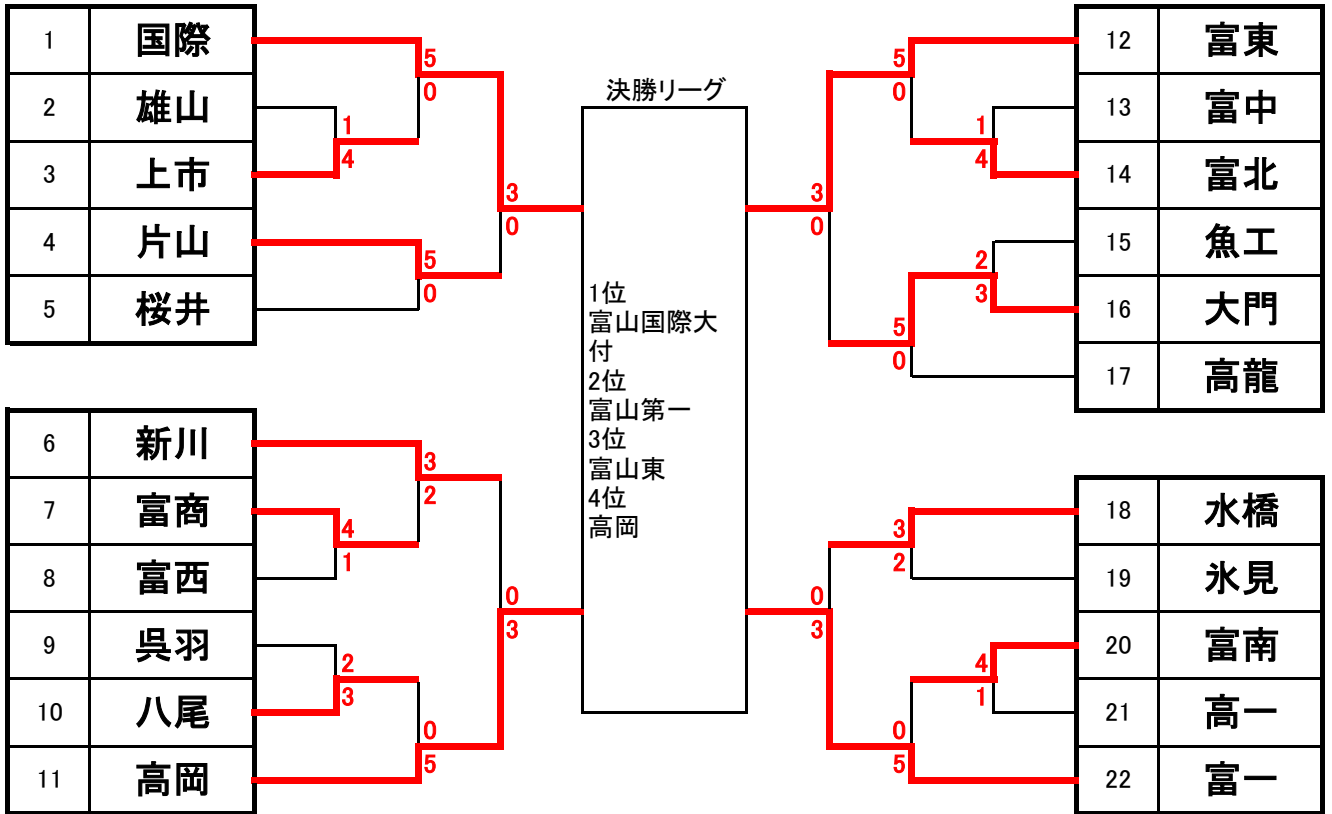 1 国際
2 雄山
3 上市
4 片山
5 桜井
5
0
1
4
5
0
3
0
6 新川
7 富商
8 富西
9 呉羽
10 八尾
11 高岡
3
2
4
1
2
3
0
5
0
3
決勝リーグ
1位
富山国際大
付
2位
富山第一
3位
富山東
4位
高岡
12 富東
13 富中
14 富北
15 魚工
16 大門
17 高龍
5
0
1
4
2
3
5
0
3
0
18 水橋
19 氷見
20 富南
21 高一
22 富一
3
2
4
1
0
5
0
3